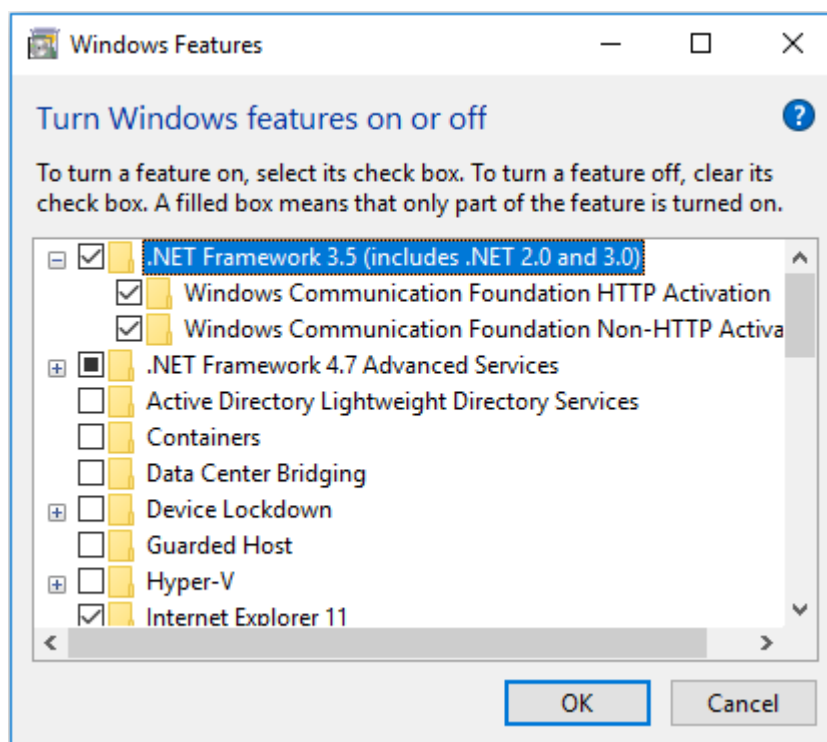 Windows Features
Turn Windows features on or off
?
To turn a feature on, select its check box. To turn a feature off, clear its
check box. A filled box means that only part of the feature is turned on.
.NET Framework 3.5 (includes .NET 2.0 and 3.0)
Windows Communication Foundation HTTP Activation
Windows Communication Foundation Non-HTTP Activa
.NET Framework 4.7 Advanced Services
Active Directory Lightweight Directory Services
Containers
Data Center Bridging
Device Lockdown
Guarded Host
Hyper-V
Internet Explorer 11
OK Cancel